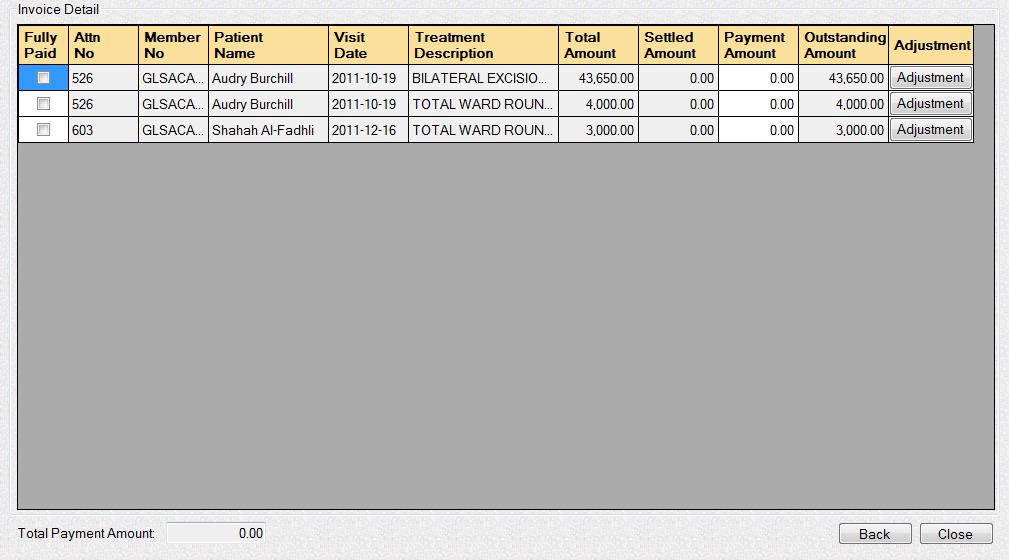 Invoice Detail
Fully Paid Attn No Member No Patient Name Visit Date Treatment Description Total Amount Settled Amount Payment Amount Outstanding Amount Adjustment
526 GLSACA... Audry Burchill 2011-10-19 BILATERAL EXCISIO... 43,650.00 0.00 0.00 43,650.00 Adjustment
526 GLSACA... Audry Burchill 2011-10-19 TOTAL WARD ROUN... 4,000.00 0.00 0.00 4,000.00 Adjustment
603 GLSACA... Shahah Al-Fadhli 2011-12-16 TOTAL WARD ROUN... 3,000.00 0.00 0.00 3,000.00 Adjustment
Total Payment Amount: 0.00 Back Close